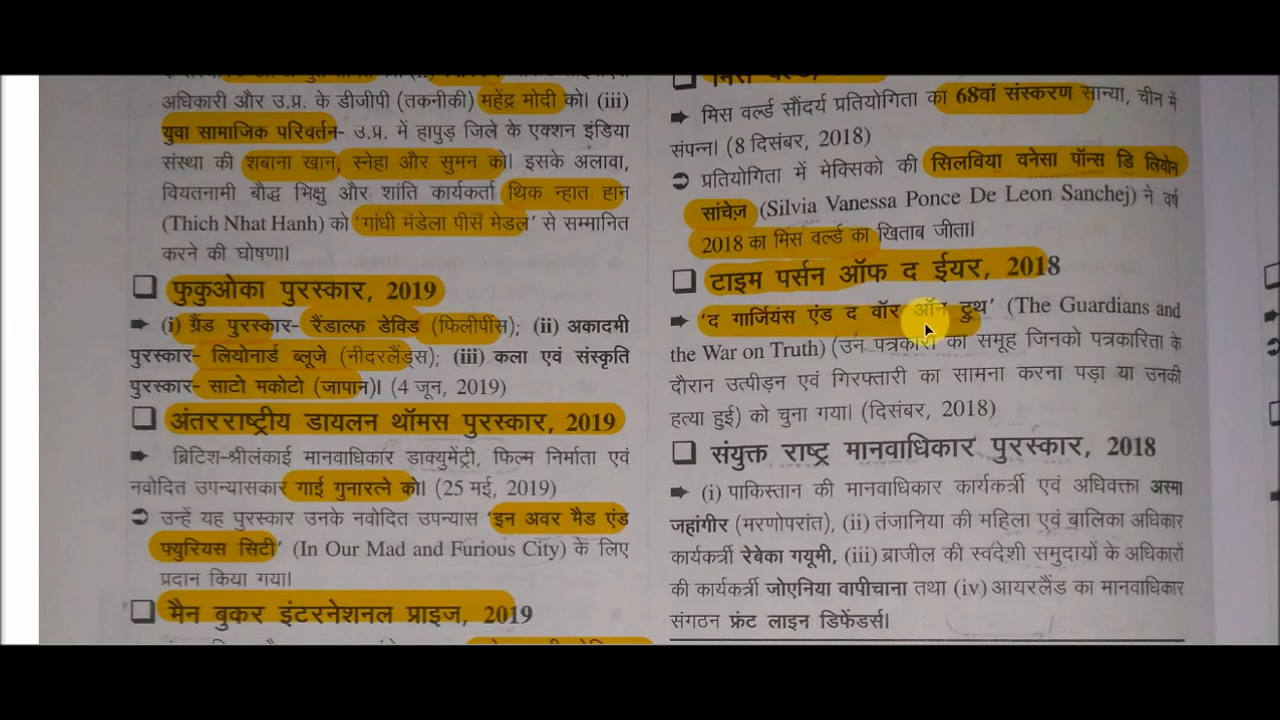 अधिकारी और उ.प्र. के डीजीपी (तकनीकी) महेंद्र मोदी को। (iii)
युवा सामाजिक परिवर्तन- उ.प्र. में हापुड़ जिले के एक्शन इंडिया
संस्था की शबाना खान, स्नेहा और सुमन को। इसके अलावा,
वियतनामी बौद्ध भिक्षु और शांति कार्यकर्ता थिक न्हात हान
(Thich Nhat Hanh) को 'गांधी मंडेला पीस मेडल' से सम्मानित
करने की घोषणा।
फुकुओका पुरस्कार, 2019
(i) ग्रैंड पुरस्कार- रैंडाल्फ डेविड (फिलीपींस); (ii) अकादमी
पुरस्कार- लियोनार्ड ब्लूजे (नीदरलैंड्स); (iii) कला एवं संस्कृति
पुरस्कार- साटो मकोटो (जापान)। (4 जून, 2019)
अंतरराष्ट्रीय डायलन थॉमस पुरस्कार, 2019
ब्रिटिश-श्रीलंकाई मानवाधिकार डाक्युमेंट्री, फिल्म निर्माता एवं
नवोदित उपन्यासकार गाई गुनारत्ने को। (25 मई, 2019)
उन्हें यह पुरस्कार उनके नवोदित उपन्यास 'इन अवर मैड एंड
फ्युरियस सिटी' (In Our Mad and Furious City) के लिए
प्रदान किया गया।
मैन बुकर इंटरनेशनल प्राइज, 2019
मिस वर्ल्ड सौंदर्य प्रतियोगिता का 68वां संस्करण सान्या, चीन में
संपन्न। (8 दिसंबर, 2018)
प्रतियोगिता में मेक्सिको की सिलविया वनेसा पॉन्स डि लियोन
सांचेज़ (Silvia Vanessa Ponce De Leon Sanchej) ने वर्ष
2018 का मिस वर्ल्ड का खिताब जीता।
टाइम पर्सन ऑफ द ईयर, 2018
'द गार्जियंस एंड द वॉर ऑन ट्रुथ' (The Guardians and
the War on Truth) (उन पत्रकारों का समूह जिनको पत्रकारिता के
दौरान उत्पीड़न एवं गिरफ्तारी का सामना करना पड़ा या उनकी
हत्या हुई) को चुना गया। (दिसंबर, 2018)
संयुक्त राष्ट्र मानवाधिकार पुरस्कार, 2018
(i) पाकिस्तान की मानवाधिकार कार्यकर्त्री एवं अधिवक्ता अस्मा
जहांगीर (मरणोपरांत), (ii) तंजानिया की महिला एवं बालिका अधिकार
कार्यकर्त्री रेबेका गयूमी, (iii) ब्राजील की स्वदेशी समुदायों के अधिकारों
की कार्यकर्त्री जोएनिया वापीचाना तथा (iv) आयरलैंड का मानवाधिकार
संगठन फ्रंट लाइन डिफेंडर्स।